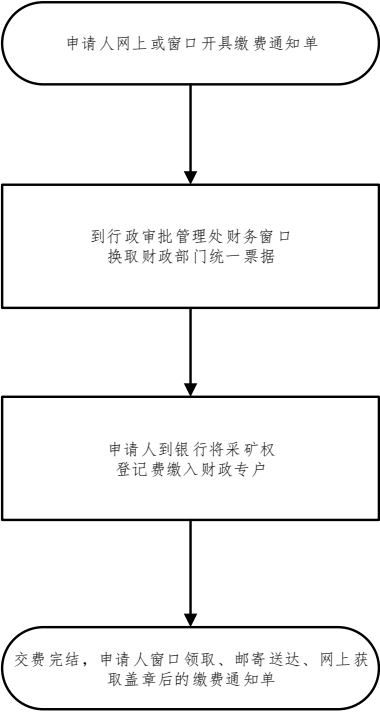 申请人网上或窗口开具缴费通知单
到行政审批管理处财务窗口
换取财政部门统一票据
申请人到银行将采矿权
登记费缴入财政专户
交费完结，申请人窗口领取、邮寄送达、网上获
取盖章后的缴费通知单